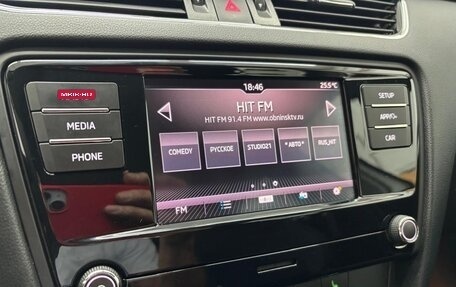 18:46
25.5°C
HIT FM
HIT FM 91.4 FM www.obninsktv.ru
COMEDY
РУССКОЕ
STUDIO21
* АВТО *
RUS_HIT
FM
MEDIA
PHONE
SETUP
CAR